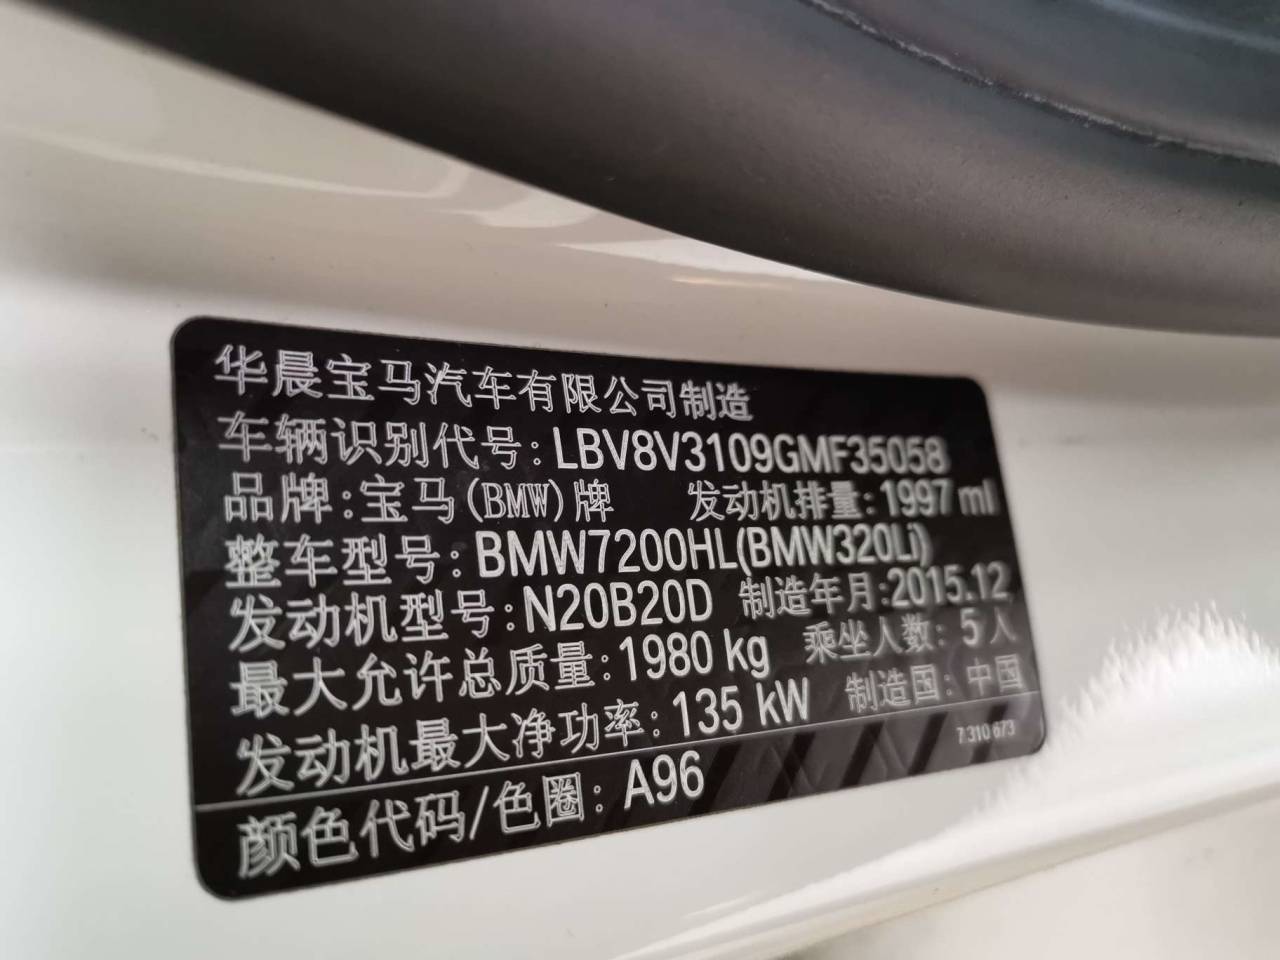 华晨宝马汽车有限公司制造
车辆识别代号:LBV8V3109GMF35058
品牌:宝马(BMW)牌 发动机排量:1997 ml
整车型号:BMW7200HL(BMW320Li)
发动机型号:N20B20D 制造年月:2015.12
最大允许总质量:1980 kg 乘坐人数:5人
发动机最大净功率:135 kW 制造国:中国
7 310 673
颜色代码/色圈:A96